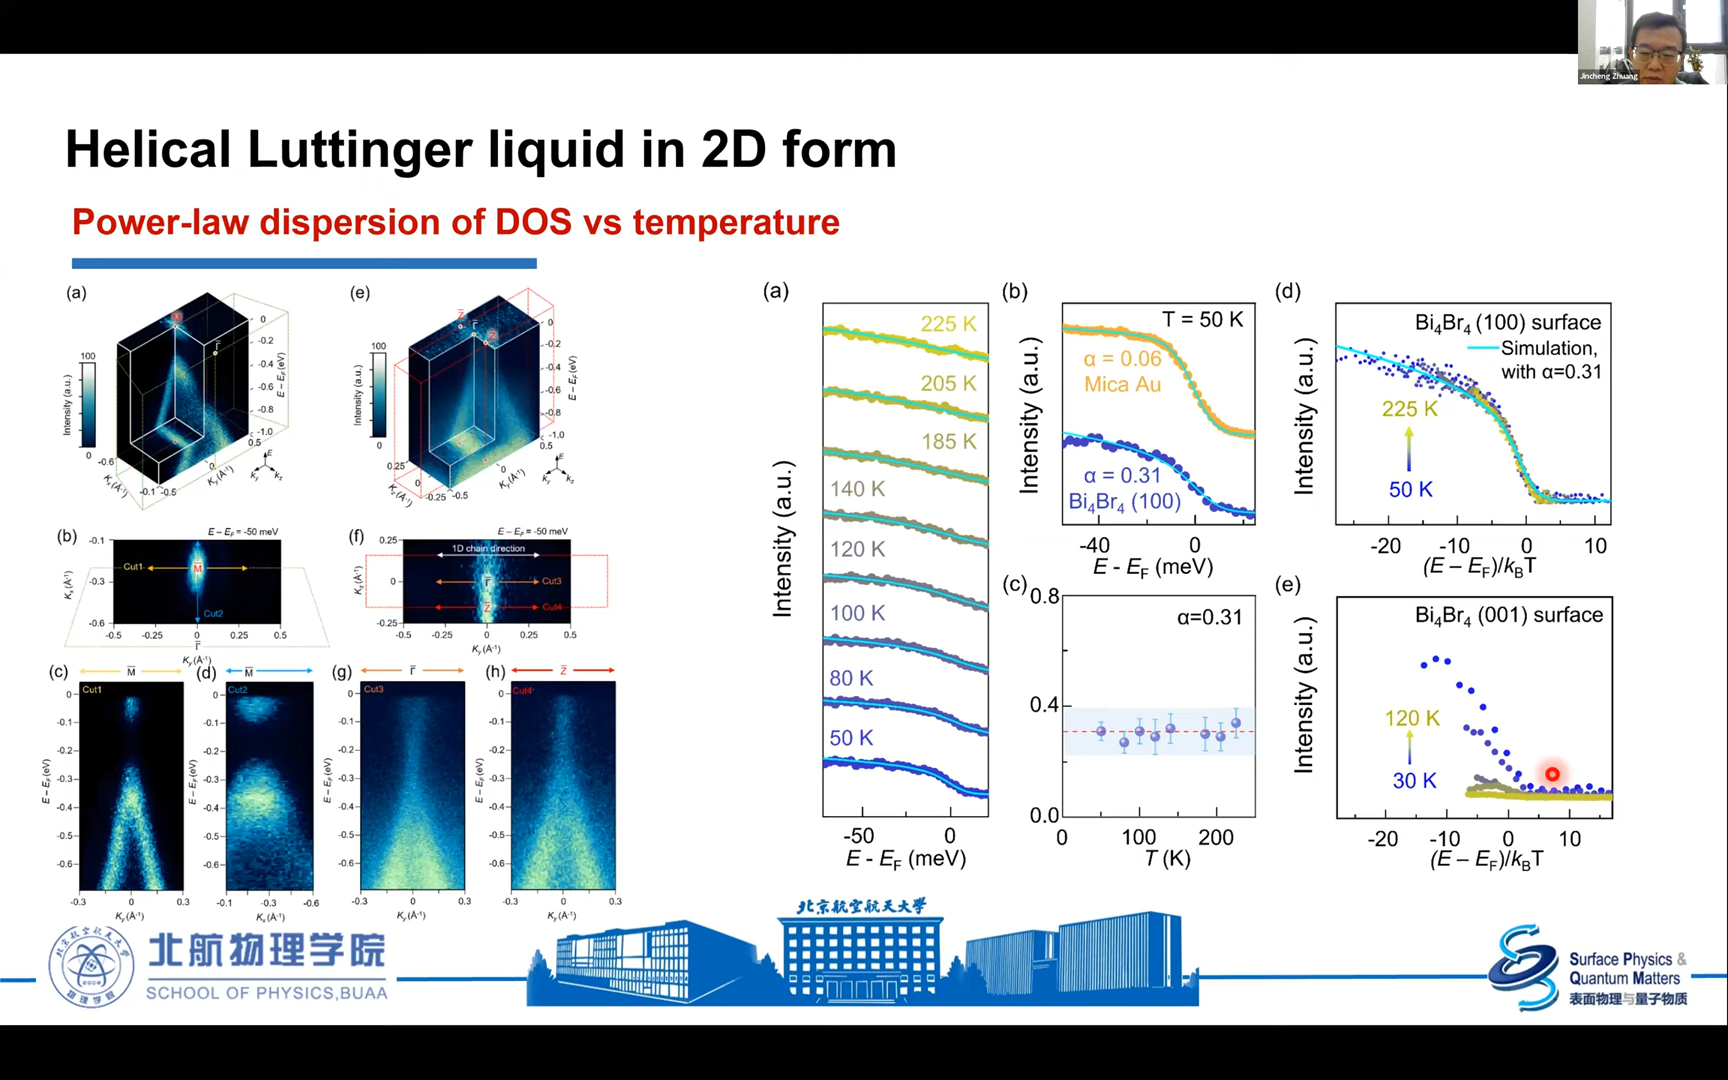 Jincheng Zhuang
Helical Luttinger liquid in 2D form
Power-law dispersion of DOS vs temperature
(a)
M̅
Γ̅
100
Intensity (a.u.)
0
0
-0.2
-0.4
-0.6
-0.8
-1.0
E – E_F (eV)
0.5
0
-0.5
K_y (Å⁻¹)
-0.6
-0.1
K_x (Å⁻¹)
E
k_y
k_x
(e)
Z̅
Γ̅
Z̅
100
Intensity (a.u.)
0
0
-0.2
-0.4
-0.6
-0.8
-1.0
E – E_F (eV)
0.5
0
-0.5
K_y (Å⁻¹)
0.25
0
-0.25
K_z (Å⁻¹)
E
k_y
k_z
(b)
E – E_F = -50 meV
-0.1
-0.3
-0.6
K_x (Å⁻¹)
Cut1
M̅
Cut2
-0.5 -0.25 0 0.25 0.5
Γ̅
K_y (Å⁻¹)
(f)
E – E_F = -50 meV
0.25
0
-0.25
K_z (Å⁻¹)
1D chain direction
Γ̅
Cut3
Z̅
Cut4
-0.5 -0.25 0 0.25 0.5
(c)
M̅
Cut1
0
-0.1
-0.2
-0.3
-0.4
-0.5
-0.6
E – E_F (eV)
-0.3 0 0.3
K_y (Å⁻¹)
(d)
M̅
Cut2
0
-0.1
-0.2
-0.3
-0.4
-0.5
-0.6
E – E_F (eV)
-0.1 -0.3 -0.6
K_x (Å⁻¹)
(g)
Γ̅
Cut3
0
-0.1
-0.2
-0.3
-0.4
-0.5
-0.6
E – E_F (eV)
-0.3 0 0.3
K_y (Å⁻¹)
(h)
Z̅
Cut4
0
-0.1
-0.2
-0.3
-0.4
-0.5
-0.6
E – E_F (eV)
-0.3 0 0.3
K_y (Å⁻¹)
(a)
Intensity (a.u.)
225 K
205 K
185 K
140 K
120 K
100 K
80 K
50 K
-50 0
E - E_F (meV)
(b)
Intensity (a.u.)
T = 50 K
α = 0.06
Mica Au
α = 0.31
Bi₄Br₄ (100)
-40 0
E - E_F (meV)
(c)
α=0.31
0.8
0.4
0.0
0 100 200
T (K)
(d)
Intensity (a.u.)
Bi₄Br₄ (100) surface
Simulation,
with α=0.31
225 K
50 K
-20 -10 0 10
(E – E_F)/k_BT
(e)
Intensity (a.u.)
Bi₄Br₄ (001) surface
120 K
30 K
-20 -10 0 10
(E – E_F)/k_BT
北京航空航天大学
北航物理学院
SCHOOL OF PHYSICS,BUAA
Surface Physics &
Quantum Matters
表面物理与量子物质